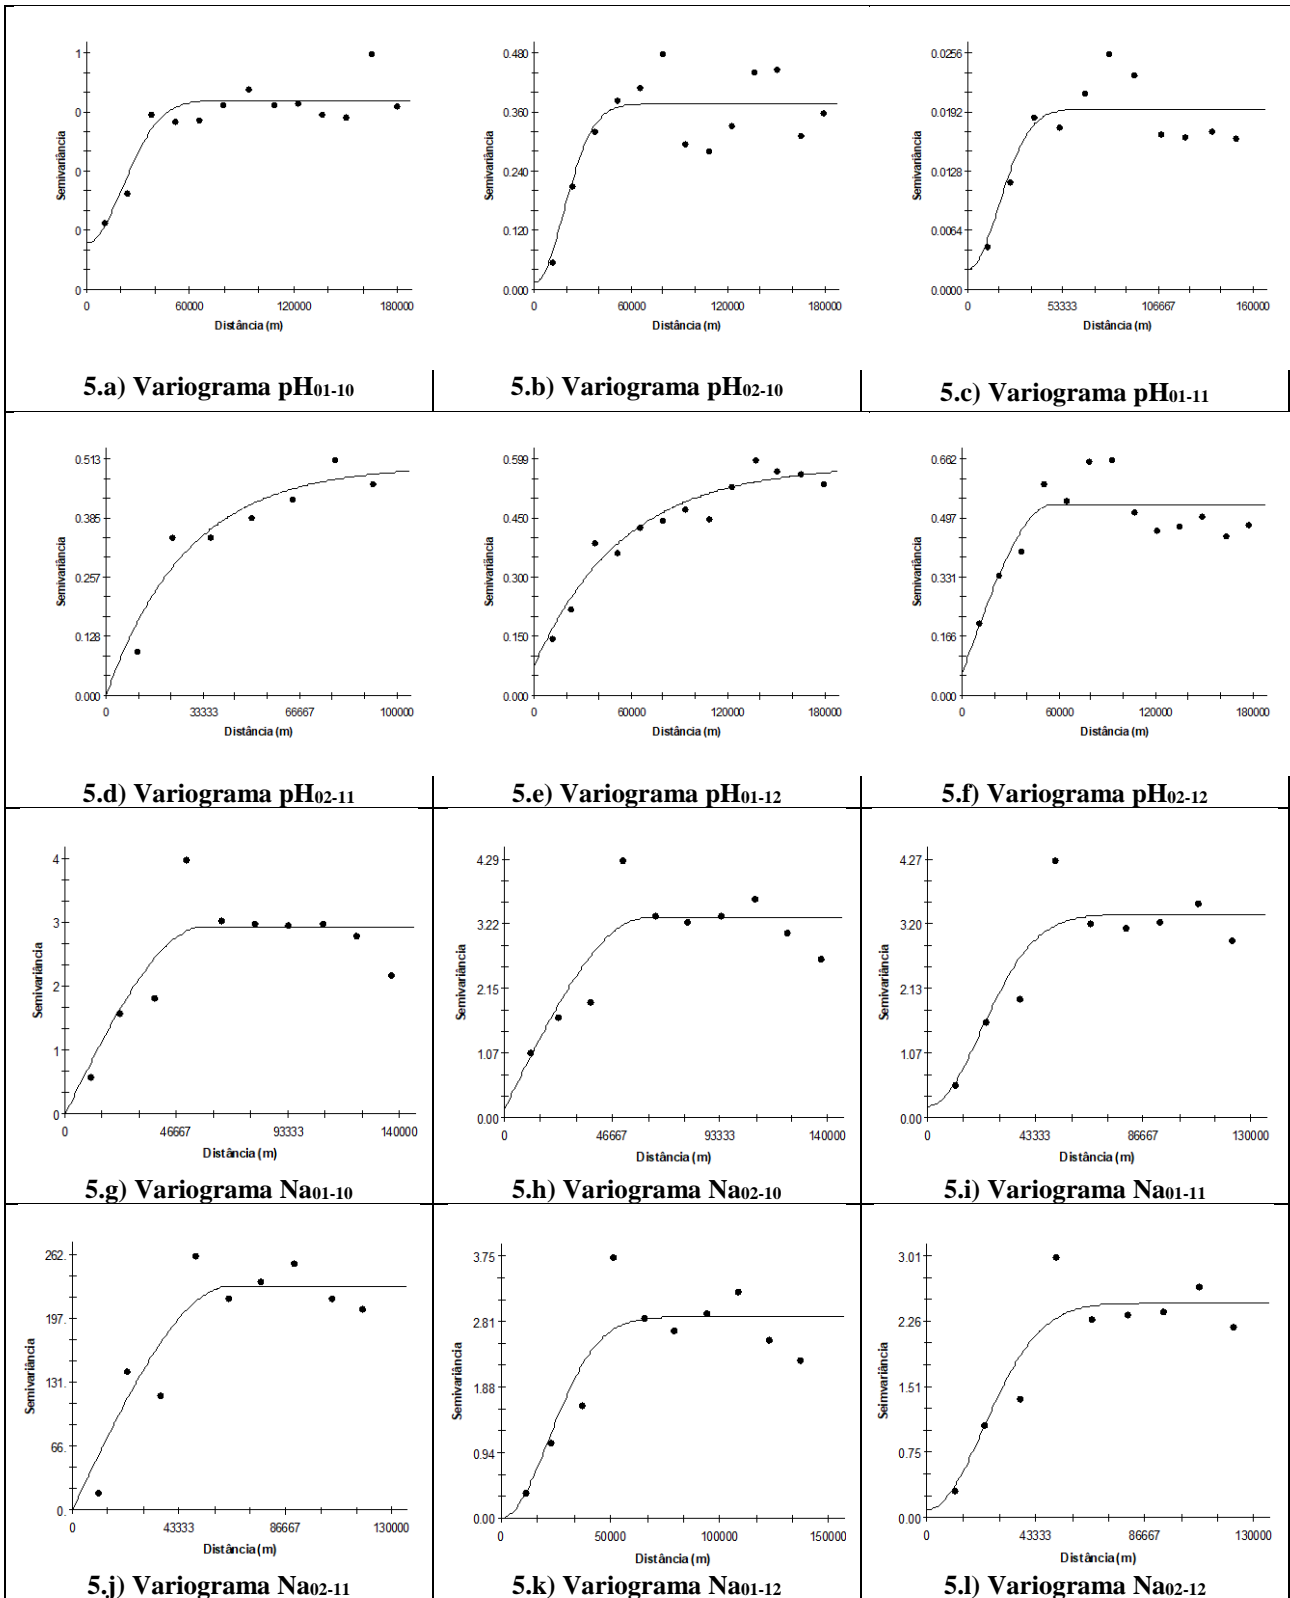 1
0
0
0
0
Semivariância
0 60000 120000 180000
Distância (m)
5.a) Variograma pH01-10
0.480
0.360
0.240
0.120
0.000
Semivariância
0 60000 120000 180000
Distância (m)
5.b) Variograma pH02-10
0.0256
0.0192
0.0128
0.0064
0.0000
Semivariância
0 53333 106667 160000
Distância (m)
5.c) Variograma pH01-11
0.513
0.385
0.257
0.128
0.000
Semivariância
0 33333 66667 100000
Distância (m)
5.d) Variograma pH02-11
0.599
0.450
0.300
0.150
0.000
Semivariância
0 60000 120000 180000
Distância (m)
5.e) Variograma pH01-12
0.662
0.497
0.331
0.166
0.000
Semivariância
0 60000 120000 180000
Distância (m)
5.f) Variograma pH02-12
4
3
2
1
0
Semivariância
0 46667 93333 140000
Distância (m)
5.g) Variograma Na01-10
4.29
3.22
2.15
1.07
0.00
Semivariância
0 46667 93333 140000
Distância (m)
5.h) Variograma Na02-10
4.27
3.20
2.13
1.07
0.00
Semivariância
0 43333 86667 130000
Distância (m)
5.i) Variograma Na01-11
262.
197.
131.
66.
0.
Semivariância
0 43333 86667 130000
Distância (m)
5.j) Variograma Na02-11
3.75
2.81
1.88
0.94
0.00
Semivariância
0 50000 100000 150000
Distância (m)
5.k) Variograma Na01-12
3.01
2.26
1.51
0.75
0.00
Seimvariância
0 43333 86667 130000
Distância (m)
5.l) Variograma Na02-12